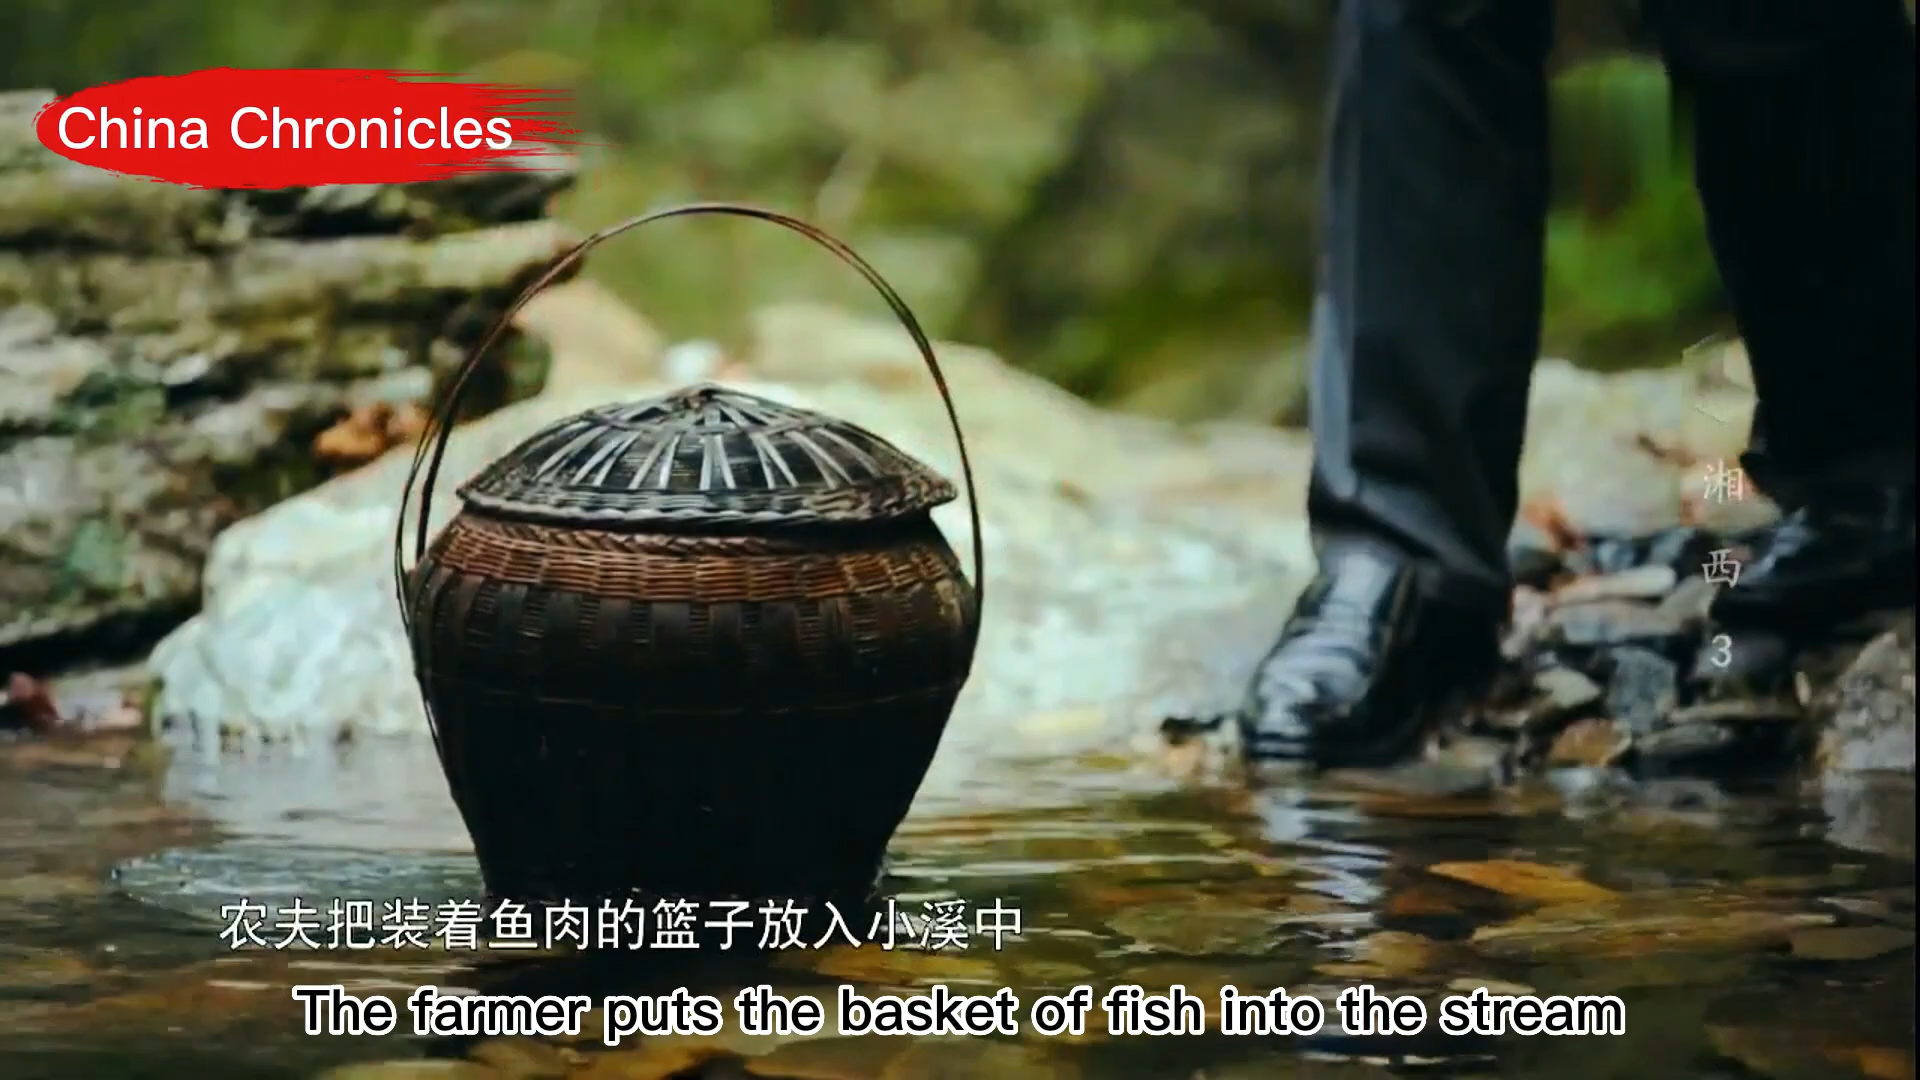 China Chronicles
湘西3
农夫把装着鱼肉的篮子放入小溪中
The farmer puts the basket of fish into the stream